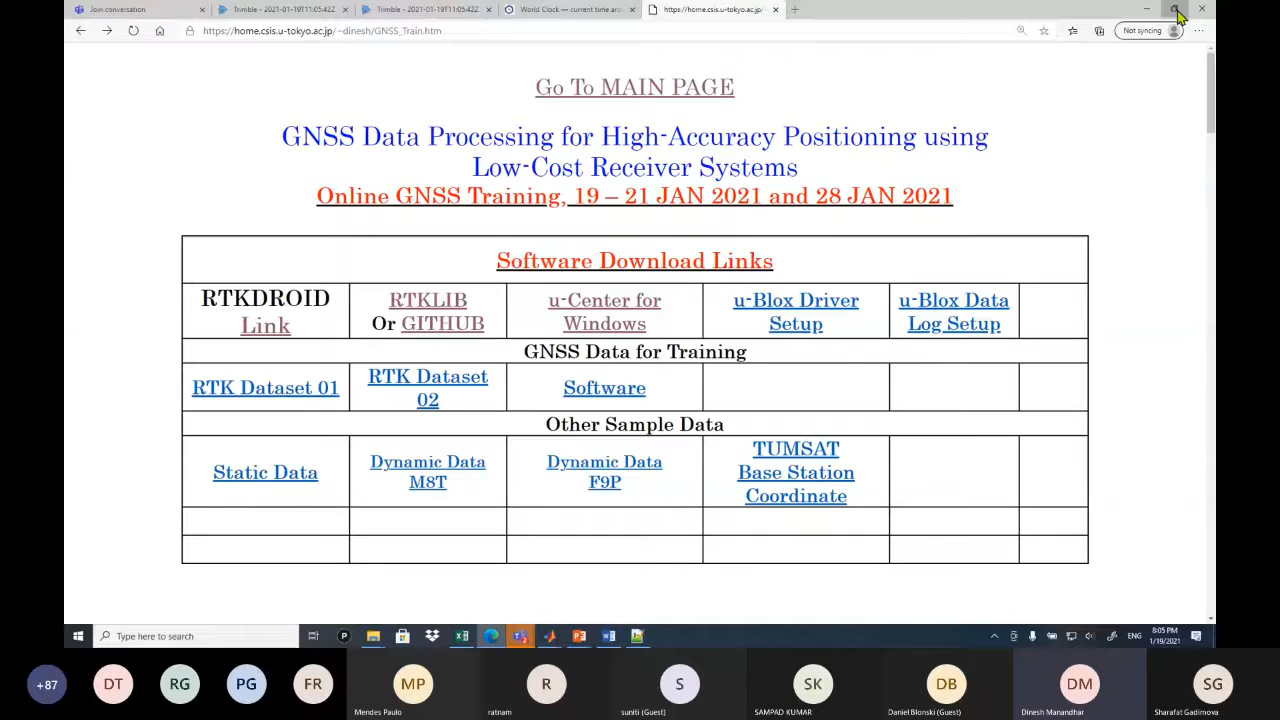 Join conversation
Trimble - 2021-01-19T11:05:42Z
Trimble - 2021-01-19T11:05:42Z
World Clock — current time aro
https://home.csis.u-tokyo.ac.jp/~
https://home.csis.u-tokyo.ac.jp/~dinesh/GNSS_Train.htm
Not syncing
Go To MAIN PAGE
GNSS Data Processing for High-Accuracy Positioning using
Low-Cost Receiver Systems
Online GNSS Training, 19 – 21 JAN 2021 and 28 JAN 2021
Software Download Links
RTKDROID
Link
RTKLIB
Or GITHUB
u-Center for
Windows
u-Blox Driver
Setup
u-Blox Data
Log Setup
GNSS Data for Training
RTK Dataset 01
RTK Dataset
02
Software
Other Sample Data
Static Data
Dynamic Data
M8T
Dynamic Data
F9P
TUMSAT
Base Station
Coordinate
Type here to search
ENG
8:05 PM
1/19/2021
+87
DT
RG
PG
FR
MP
Mendes Paulo
R
ratnam
S
suniti (Guest)
SK
SAMPAD KUMAR
DB
Daniel Blonski (Guest)
DM
Dinesh Manandhar
SG
Sharafat Gadimova